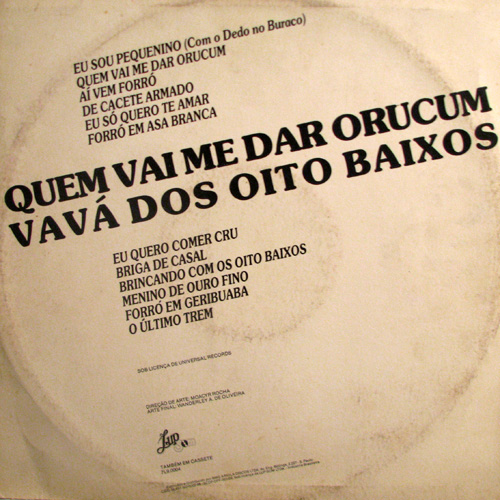 EU SOU PEQUENINO (Com o Dedo no Buraco)
QUEM VAI ME DAR ORUCUM
AÍ VEM FORRÓ
DE CACETE ARMADO
EU SÓ QUERO TE AMAR
FORRÓ EM ASA BRANCA
QUEM VAI ME DAR ORUCUM
VAVÁ DOS OITO BAIXOS
EU QUERO COMER CRU
BRIGA DE CASAL
BRINCANDO COM OS OITO BAIXOS
MENINO DE OURO FINO
FORRÓ EM GERIBUABA
O ÚLTIMO TREM
SOB LICENÇA DE UNIVERSAL RECORDS
DIREÇÃO DE ARTE: MOACYR ROCHA
ARTE FINAL: WANDERLEY A. DE OLIVEIRA
TAMBÉM EM CASSETE